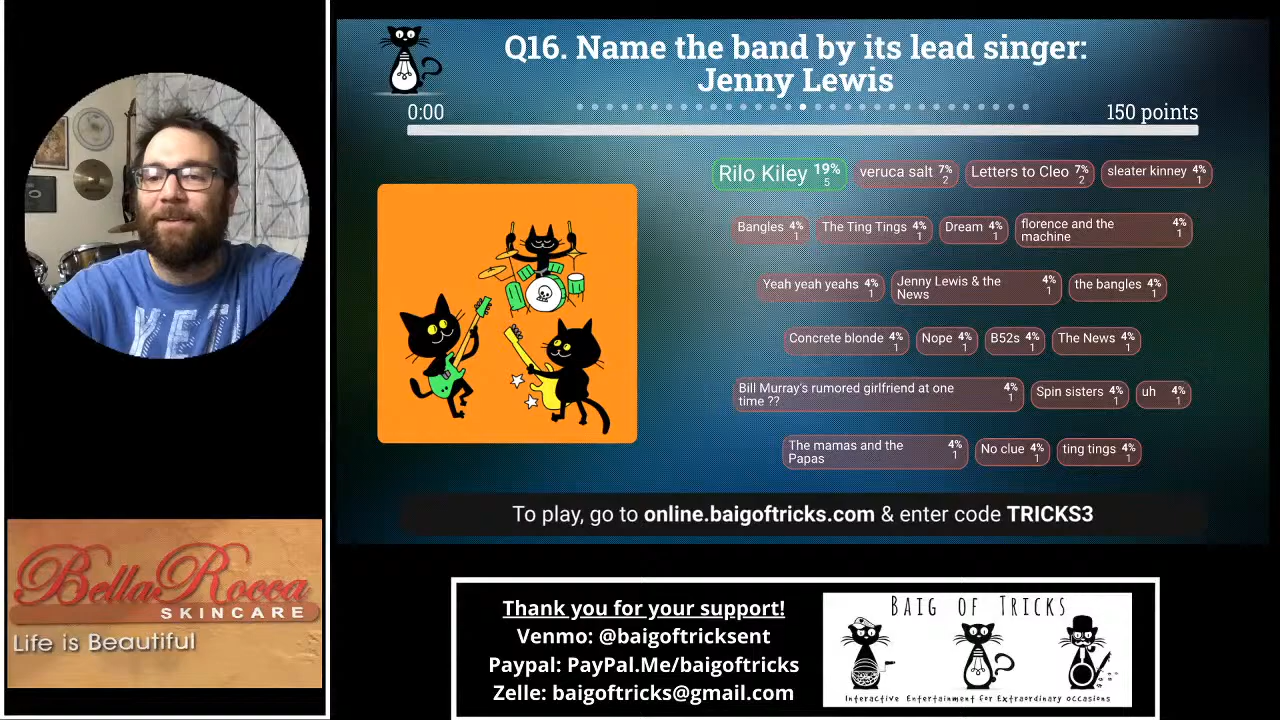 Q16. Name the band by its lead singer:
Jenny Lewis
0:00
150 points
Rilo Kiley 19% 5
veruca salt 7% 2
Letters to Cleo 7% 2
sleater kinney 4% 1
Bangles 4% 1
The Ting Tings 4% 1
Dream 4% 1
florence and the
machine 4% 1
Yeah yeah yeahs 4% 1
Jenny Lewis & the
News 4% 1
the bangles 4% 1
Concrete blonde 4% 1
Nope 4% 1
B52s 4% 1
The News 4% 1
Bill Murray's rumored girlfriend at one
time ?? 4% 1
Spin sisters 4% 1
uh 4% 1
The mamas and the
Papas 4% 1
No clue 4% 1
ting tings 4% 1
To play, go to online.baigoftricks.com & enter code TRICKS3
YETI
BellaRocca
SKINCARE
Life is Beautiful
Thank you for your support!
Venmo: @baigoftricksent
Paypal: PayPal.Me/baigoftricks
Zelle: baigoftricks@gmail.com
BAIG OF TRICKS
Interactive Entertainment for Extraordinary occasions